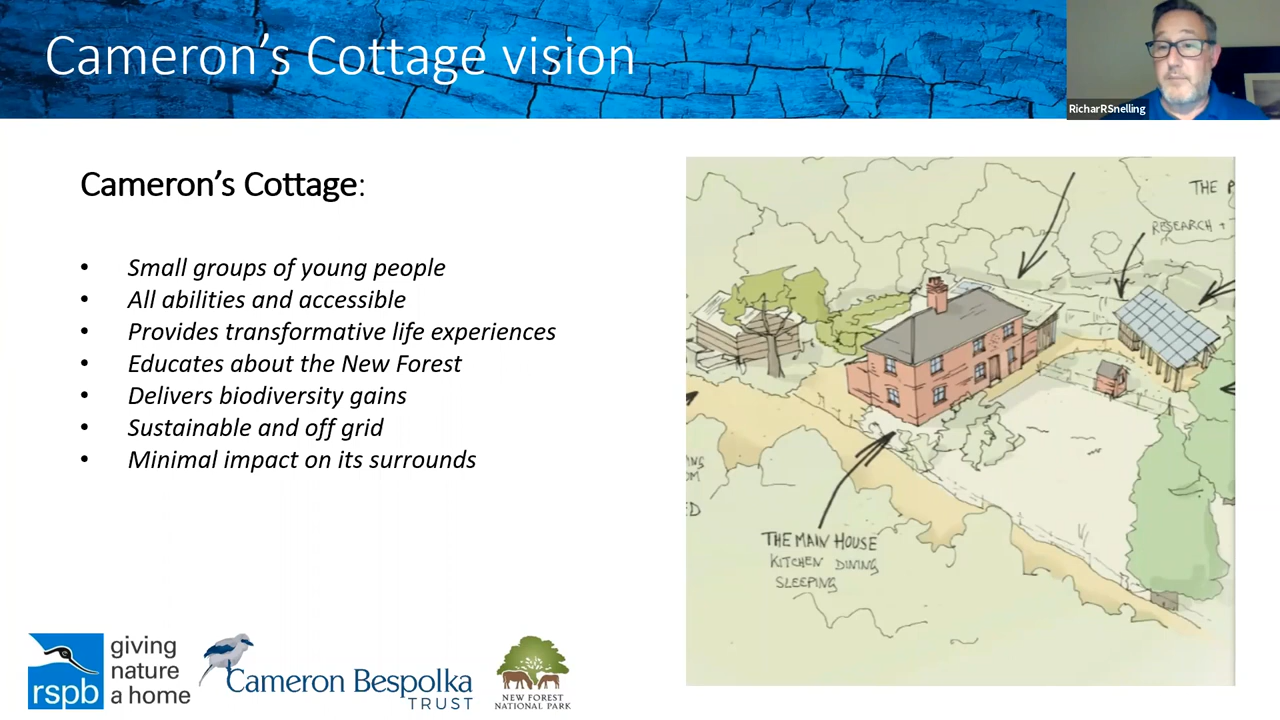 Cameron's Cottage vision
RicharRSnelling
Cameron's Cottage:
• Small groups of young people
• All abilities and accessible
• Provides transformative life experiences
• Educates about the New Forest
• Delivers biodiversity gains
• Sustainable and off grid
• Minimal impact on its surrounds
THE P
RESEARCH +
THE MAIN HOUSE
KITCHEN DINING
SLEEPING
rspb
giving
nature
a home
Cameron Bespolka
TRUST
NEW FOREST
NATIONAL PARK